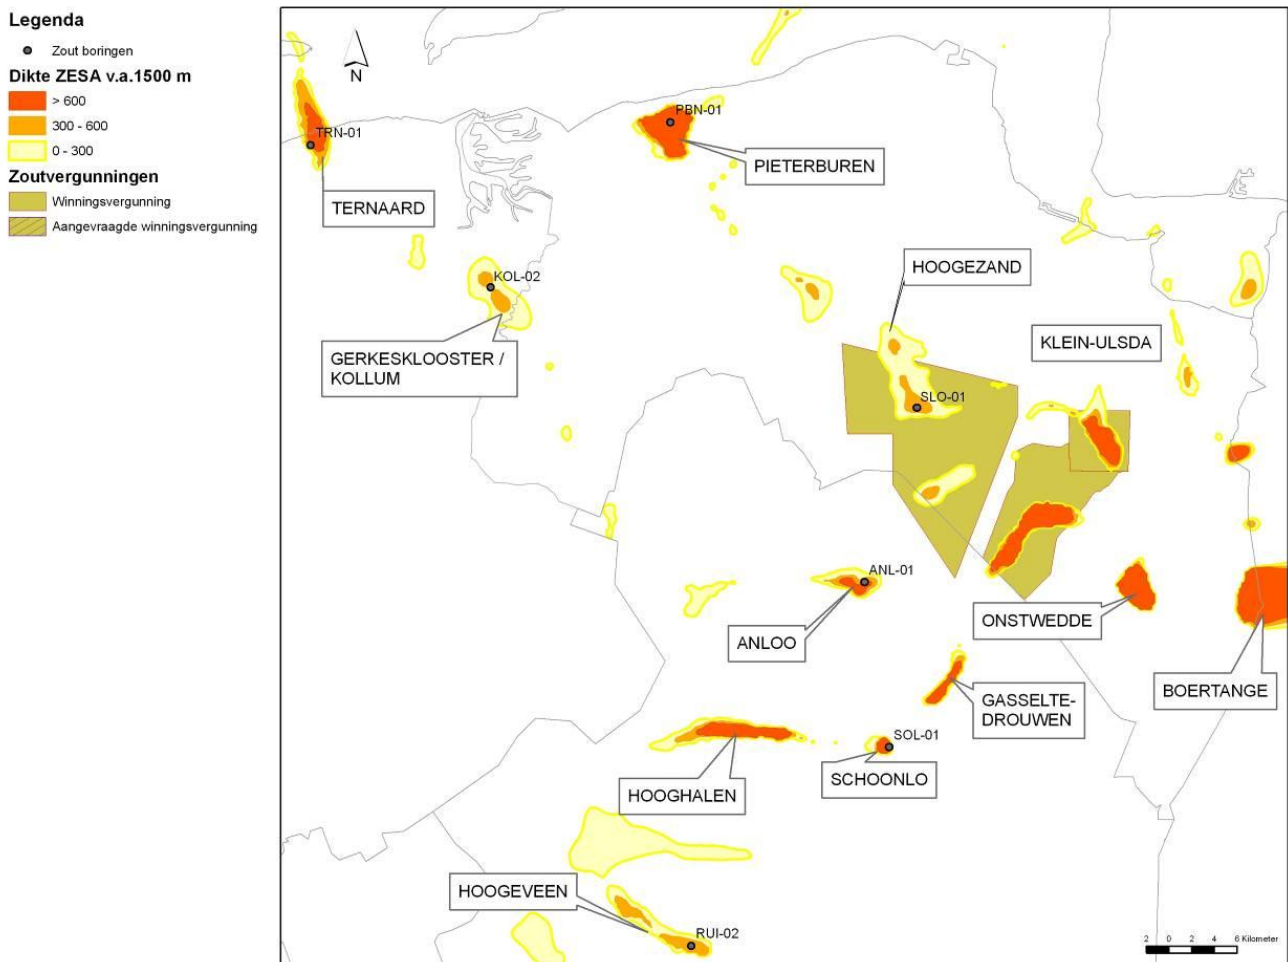 Legenda
Zout boringen
Dikte ZESA v.a.1500 m
> 600
300 - 600
0 - 300
Zoutvergunningen
Winningsvergunning
Aangevraagde winningsvergunning
N
TRN-01
TERNAARD
PBN-01
PIETERBUREN
KOL-02
GERKESKLOOSTER /
KOLLUM
HOOGEZAND
KLEIN-ULSDA
SLO-01
ANL-01
ANLOO
ONSTWEDDE
BOERTANGE
GASSELTE-
DROUWEN
SOL-01
SCHOONLO
HOOGHALEN
HOOGEVEEN
RUI-02
2 0 2 4 6 Kilometer